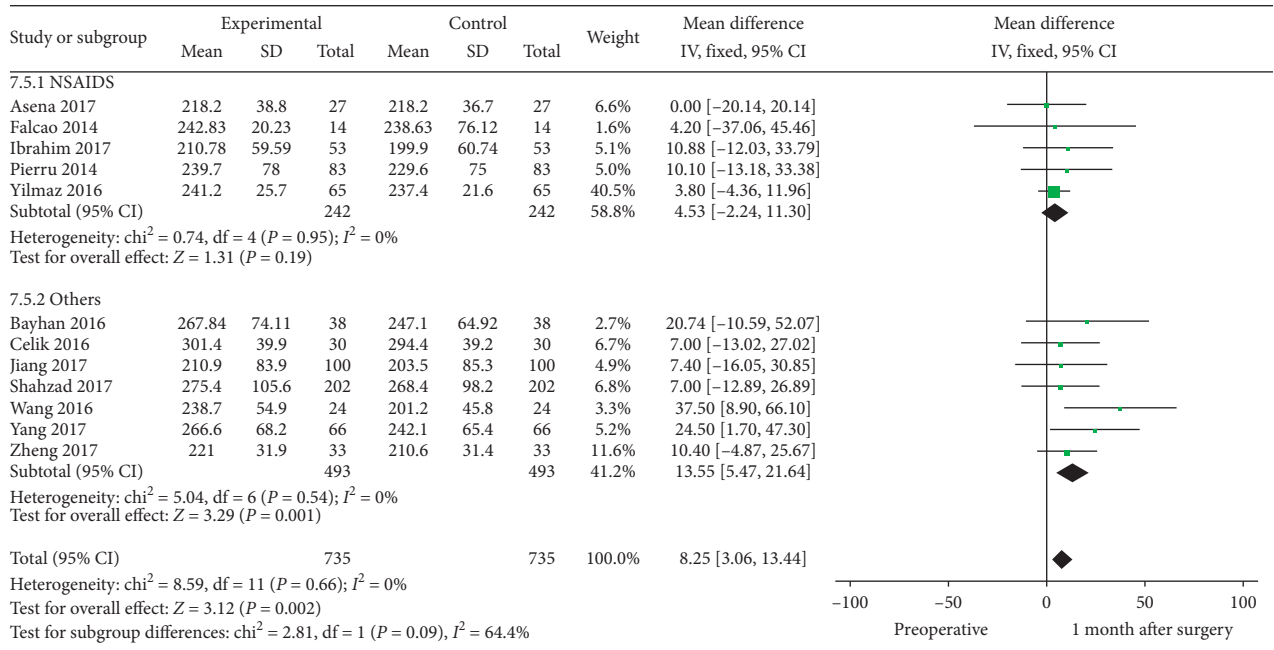 Study or subgroup Experimental Control Weight Mean difference Mean difference
Mean SD Total Mean SD Total IV, fixed, 95% CI IV, fixed, 95% CI
7.5.1 NSAIDS
Asena 2017 218.2 38.8 27 218.2 36.7 27 6.6% 0.00 [–20.14, 20.14]
Falcao 2014 242.83 20.23 14 238.63 76.12 14 1.6% 4.20 [–37.06, 45.46]
Ibrahim 2017 210.78 59.59 53 199.9 60.74 53 5.1% 10.88 [–12.03, 33.79]
Pierru 2014 239.7 78 83 229.6 75 83 5.0% 10.10 [–13.18, 33.38]
Yilmaz 2016 241.2 25.7 65 237.4 21.6 65 40.5% 3.80 [–4.36, 11.96]
Subtotal (95% CI) 242 242 58.8% 4.53 [–2.24, 11.30]
Heterogeneity: chi² = 0.74, df = 4 (P = 0.95); I² = 0%
Test for overall effect: Z = 1.31 (P = 0.19)
7.5.2 Others
Bayhan 2016 267.84 74.11 38 247.1 64.92 38 2.7% 20.74 [–10.59, 52.07]
Celik 2016 301.4 39.9 30 294.4 39.2 30 6.7% 7.00 [–13.02, 27.02]
Jiang 2017 210.9 83.9 100 203.5 85.3 100 4.9% 7.40 [–16.05, 30.85]
Shahzad 2017 275.4 105.6 202 268.4 98.2 202 6.8% 7.00 [–12.89, 26.89]
Wang 2016 238.7 54.9 24 201.2 45.8 24 3.3% 37.50 [8.90, 66.10]
Yang 2017 266.6 68.2 66 242.1 65.4 66 5.2% 24.50 [1.70, 47.30]
Zheng 2017 221 31.9 33 210.6 31.4 33 11.6% 10.40 [–4.87, 25.67]
Subtotal (95% CI) 493 493 41.2% 13.55 [5.47, 21.64]
Heterogeneity: chi² = 5.04, df = 6 (P = 0.54); I² = 0%
Test for overall effect: Z = 3.29 (P = 0.001)
Total (95% CI) 735 735 100.0% 8.25 [3.06, 13.44]
Heterogeneity: chi² = 8.59, df = 11 (P = 0.66); I² = 0%
Test for overall effect: Z = 3.12 (P = 0.002)
Test for subgroup differences: chi² = 2.81, df = 1 (P = 0.09), I² = 64.4%
–100 –50 0 50 100
Preoperative 1 month after surgery